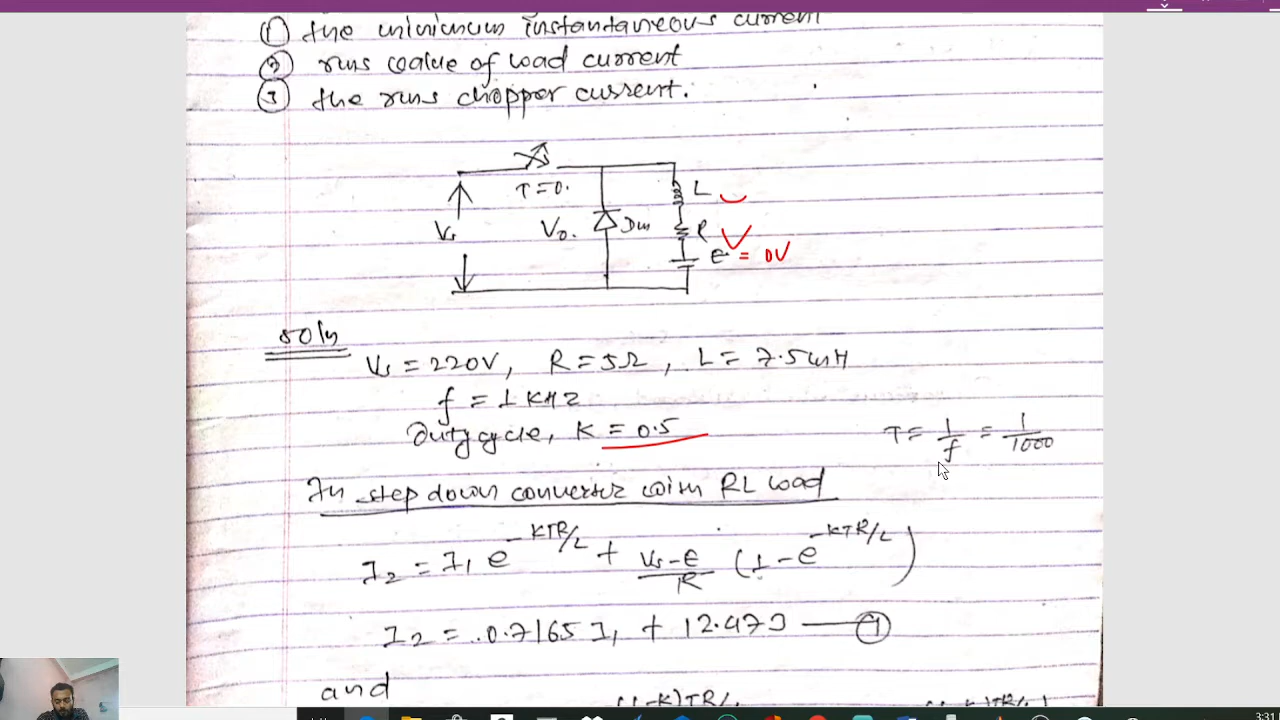 ① the minimum instantaneous current
② rms value of load current
③ the rms chopper current.
T=0.
L
Vs
V0.
Dm
R
E = 0V
Soln
Vs = 220V, R = 5Ω, L = 7.5mH
f = 1 KHz
Duty cycle, K = 0.5
T = 1/f = 1/1000
In step down converter with RL load
I2 = I1 e^-KTR/L + Vs-E/R (1-e^-KTR/L)
I2 = .0.7165 I1 + 12.473 —— ①
and